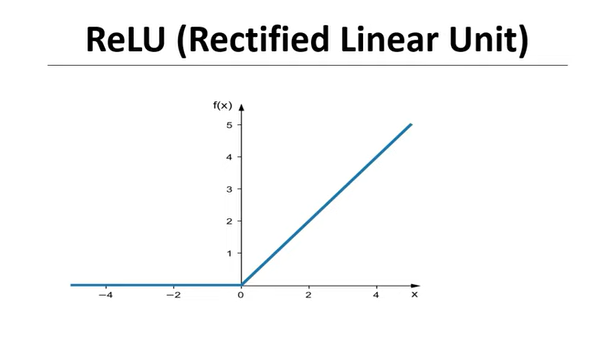 ReLU (Rectified Linear Unit)
f(x)
5
4
3
2
1
−4 −2 0 2 4 x